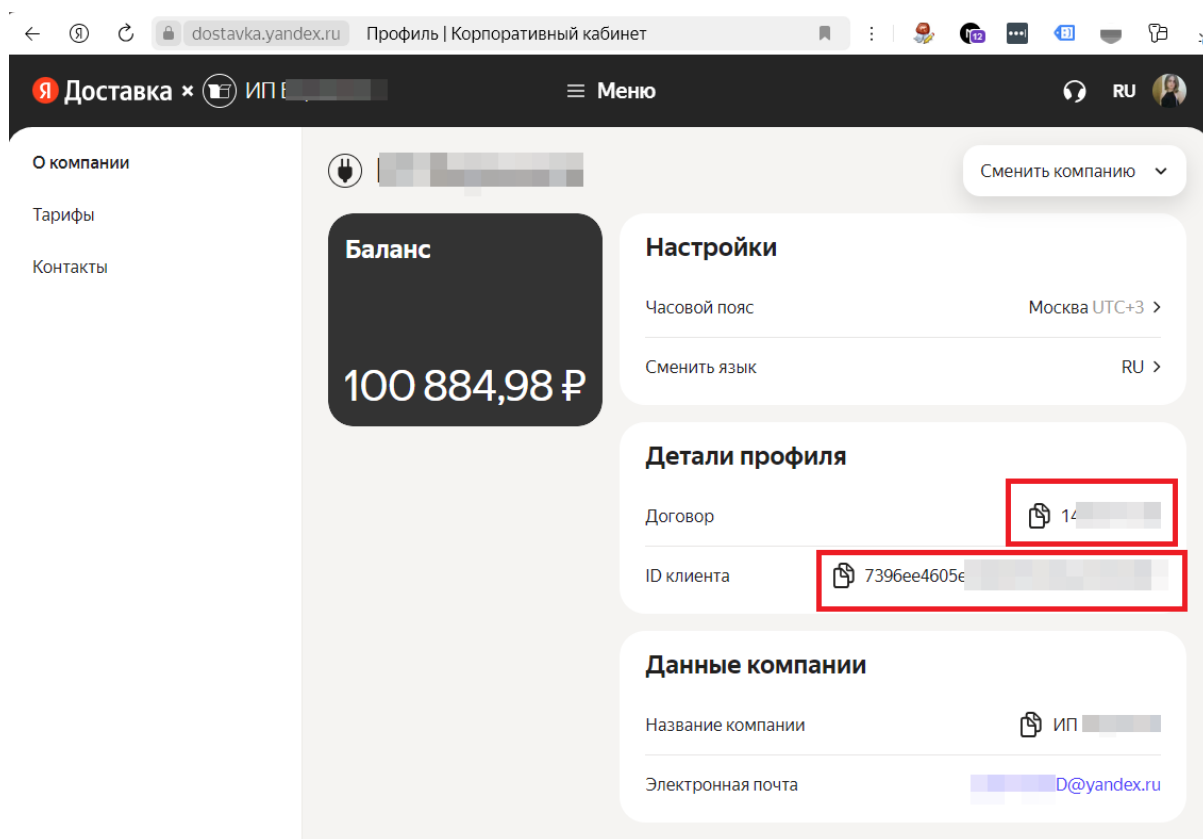 dostavka.yandex.ru Профиль | Корпоративный кабинет
12
Я Доставка × ИП
Меню
RU
О компании
Тарифы
Контакты
Сменить компанию
Баланс
100 884,98 ₽
Настройки
Часовой пояс Москва UTC+3
Сменить язык RU
Детали профиля
Договор 14
ID клиента 7396ee4605e
Данные компании
Название компании ИП
Электронная почта D@yandex.ru